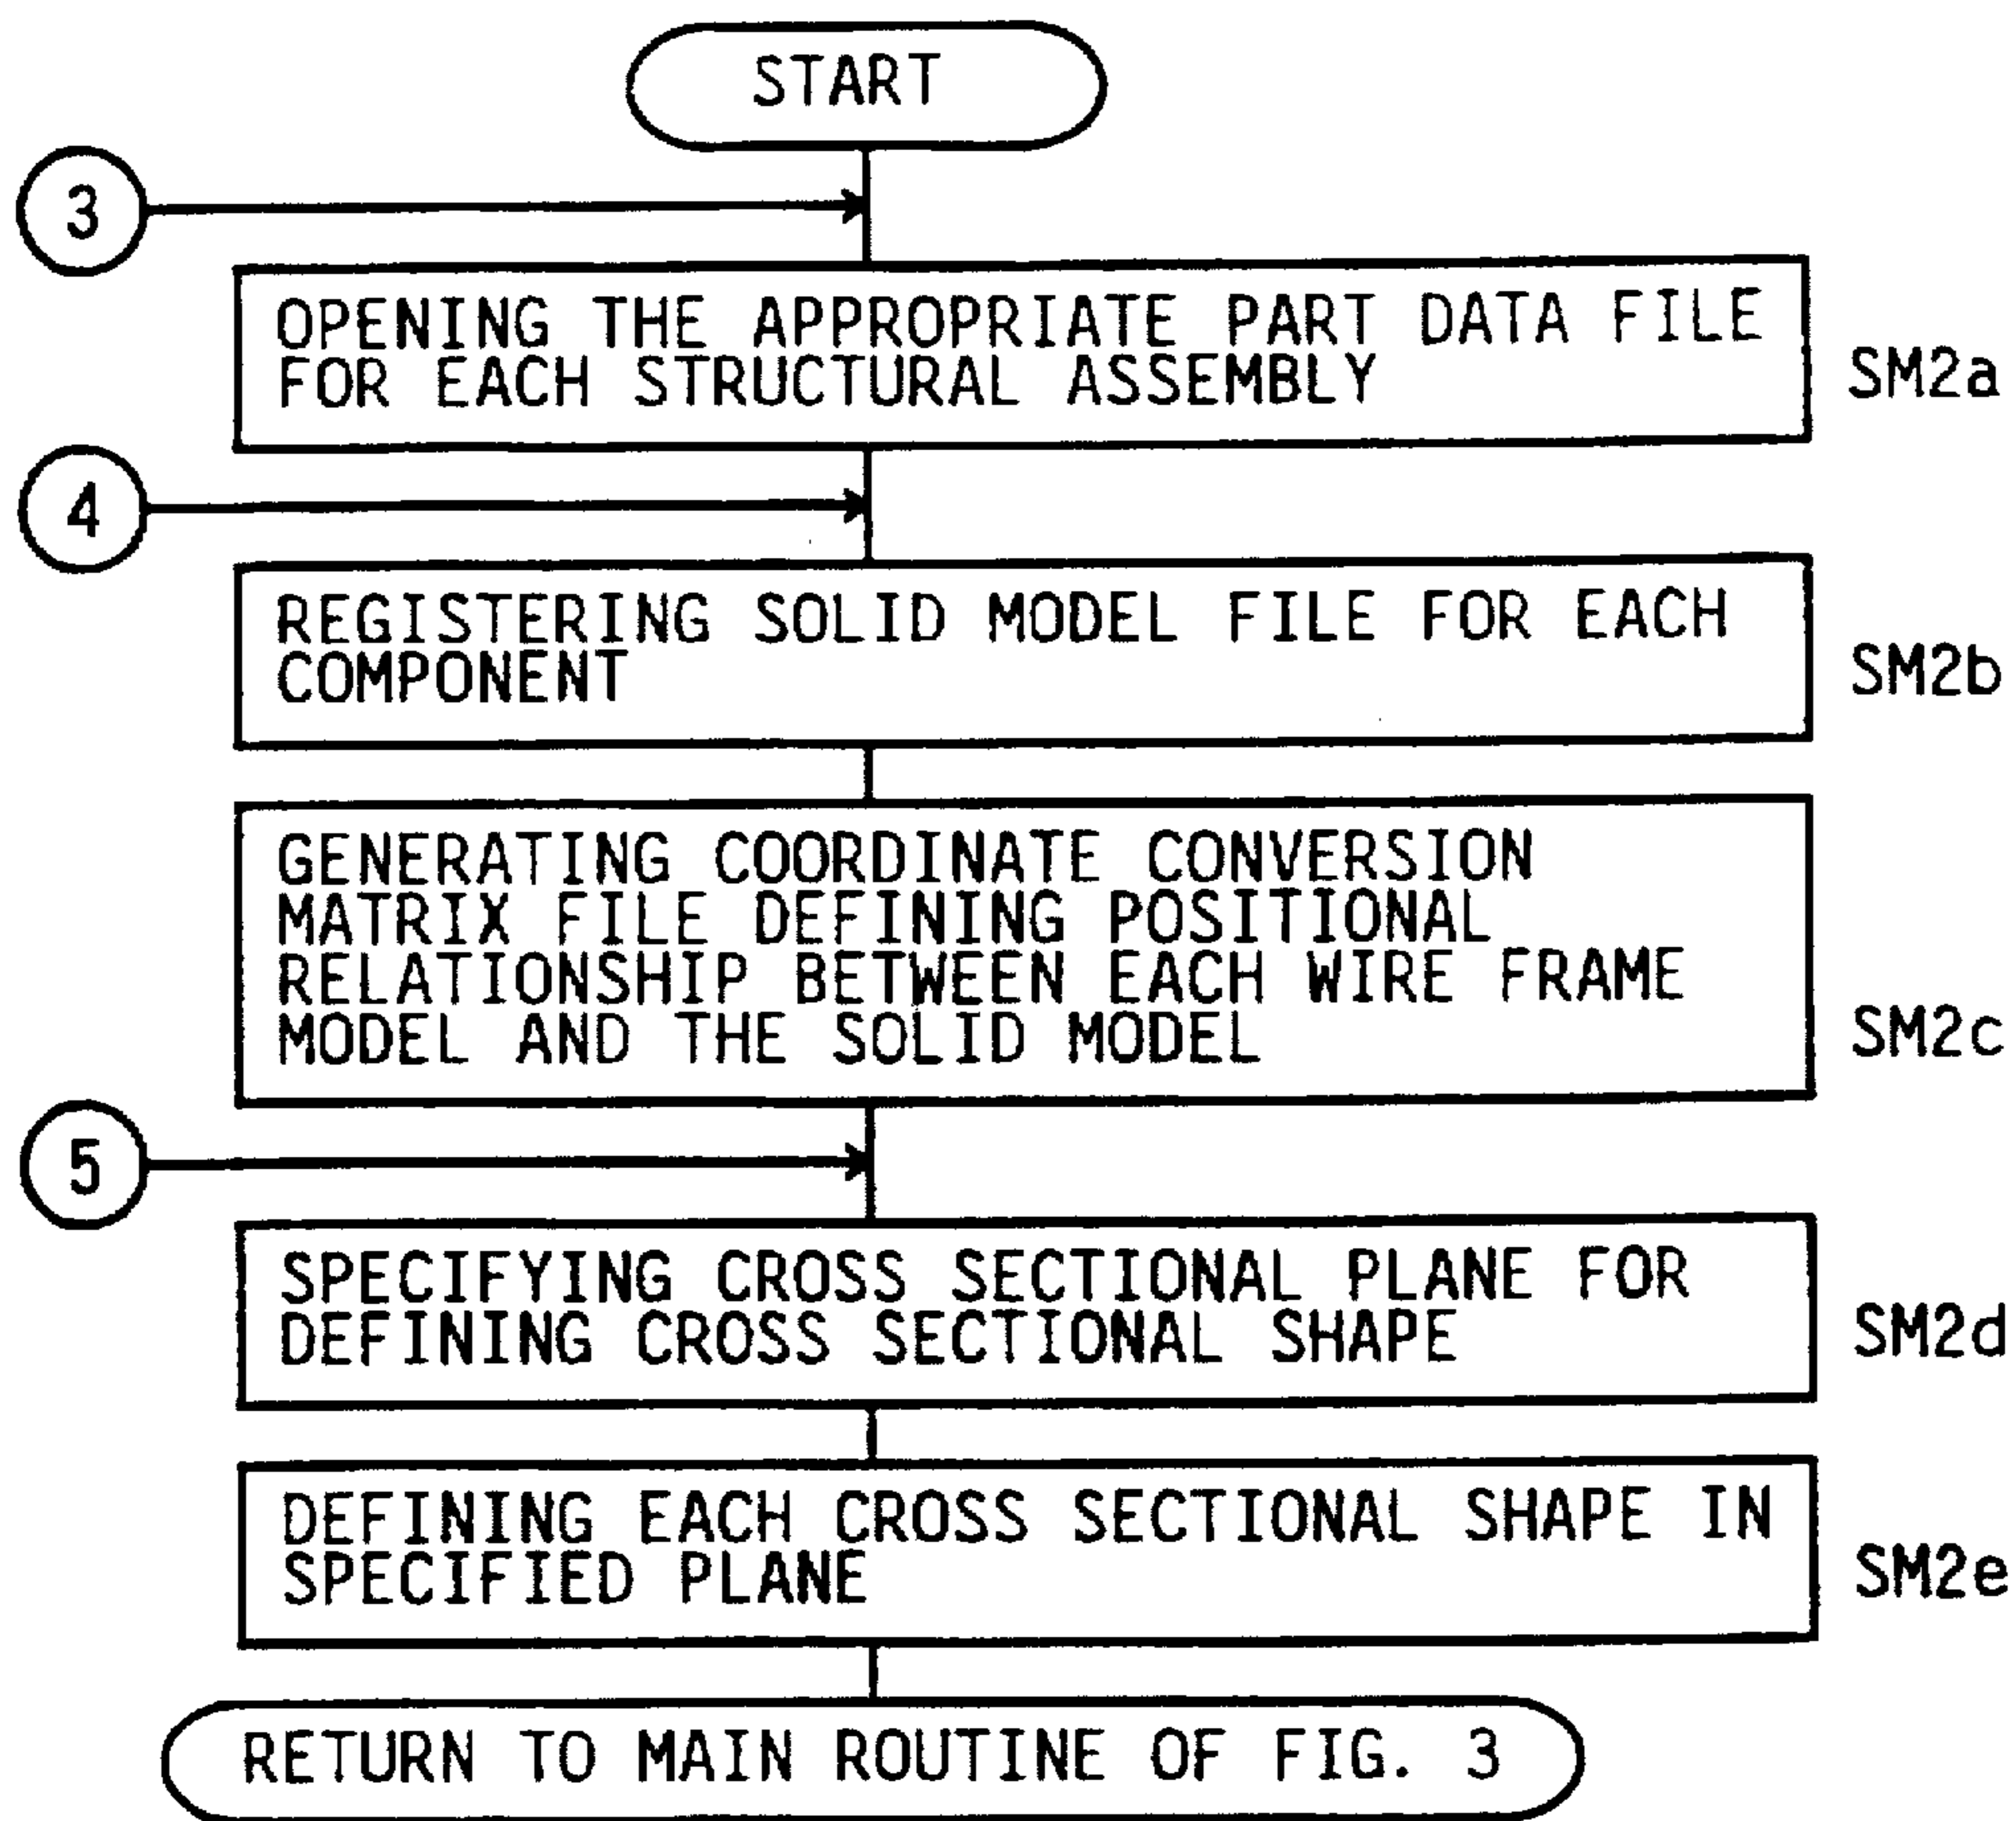 START
3
OPENING THE APPROPRIATE PART DATA FILE
FOR EACH STRUCTURAL ASSEMBLY
SM2a
4
REGISTERING SOLID MODEL FILE FOR EACH
COMPONENT
SM2b
GENERATING COORDINATE CONVERSION
MATRIX FILE DEFINING POSITIONAL
RELATIONSHIP BETWEEN EACH WIRE FRAME
MODEL AND THE SOLID MODEL
SM2c
5
SPECIFYING CROSS SECTIONAL PLANE FOR
DEFINING CROSS SECTIONAL SHAPE
SM2d
DEFINING EACH CROSS SECTIONAL SHAPE IN
SPECIFIED PLANE
SM2e
RETURN TO MAIN ROUTINE OF FIG. 3